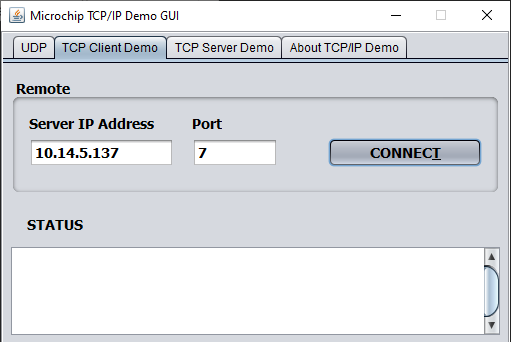 Microchip TCP/IP Demo GUI
UDP TCP Client Demo TCP Server Demo About TCP/IP Demo
Remote
Server IP Address Port
10.14.5.137 7 CONNECT
STATUS